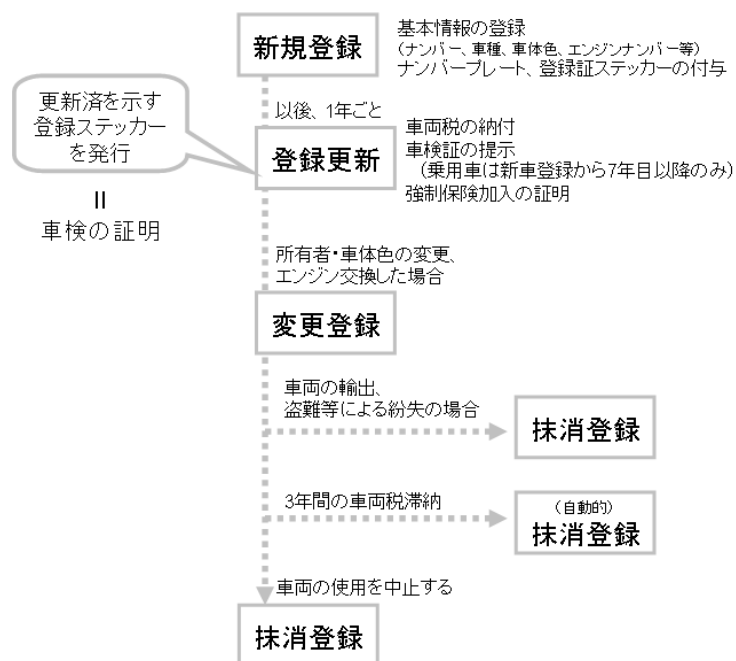 新規登録
基本情報の登録
(ナンバー、車種、車体色、エンジンナンバー等)
ナンバープレート、登録証ステッカーの付与
更新済を示す
登録ステッカー
を発行
=
車検の証明
以後、1年ごと
登録更新
車両税の納付
車検証の提示
(乗用車は新車登録から7年目以降のみ)
強制保険加入の証明
所有者・車体色の変更、
エンジン交換した場合
変更登録
車両の輸出、
盗難等による紛失の場合
抹消登録
3年間の車両税滞納
(自動的)
抹消登録
車両の使用を中止する
抹消登録